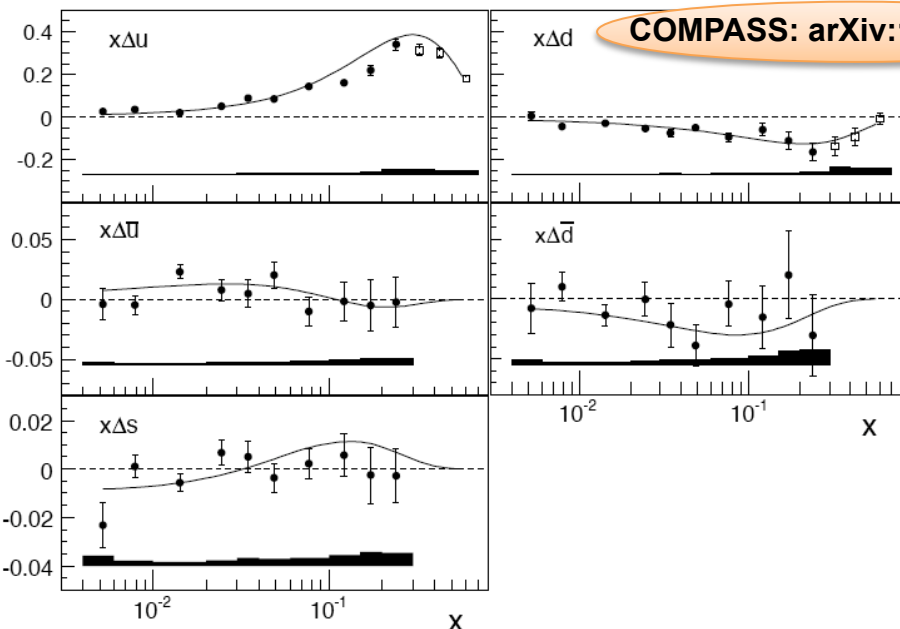 COMPASS: arXiv:
xΔu
xΔd
0.4
0.2
0
-0.2
xΔu̅
xΔd̅
0.05
0
-0.05
10⁻² 10⁻¹
x
xΔs
0.02
0
-0.02
-0.04
10⁻² 10⁻¹
x